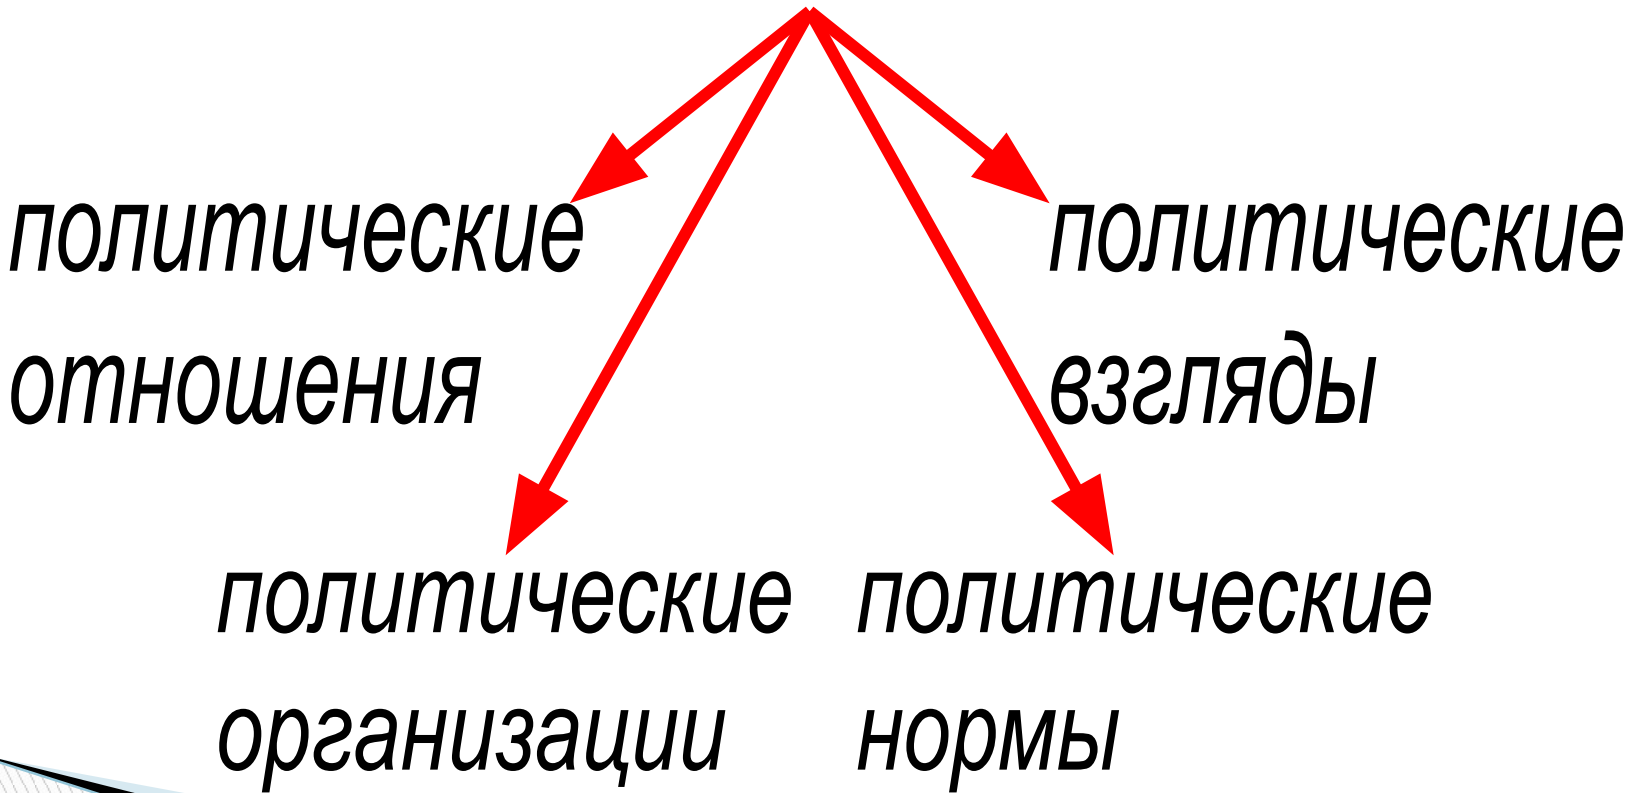 политические
отношения
политические
взгляды
политические
организации
политические
нормы